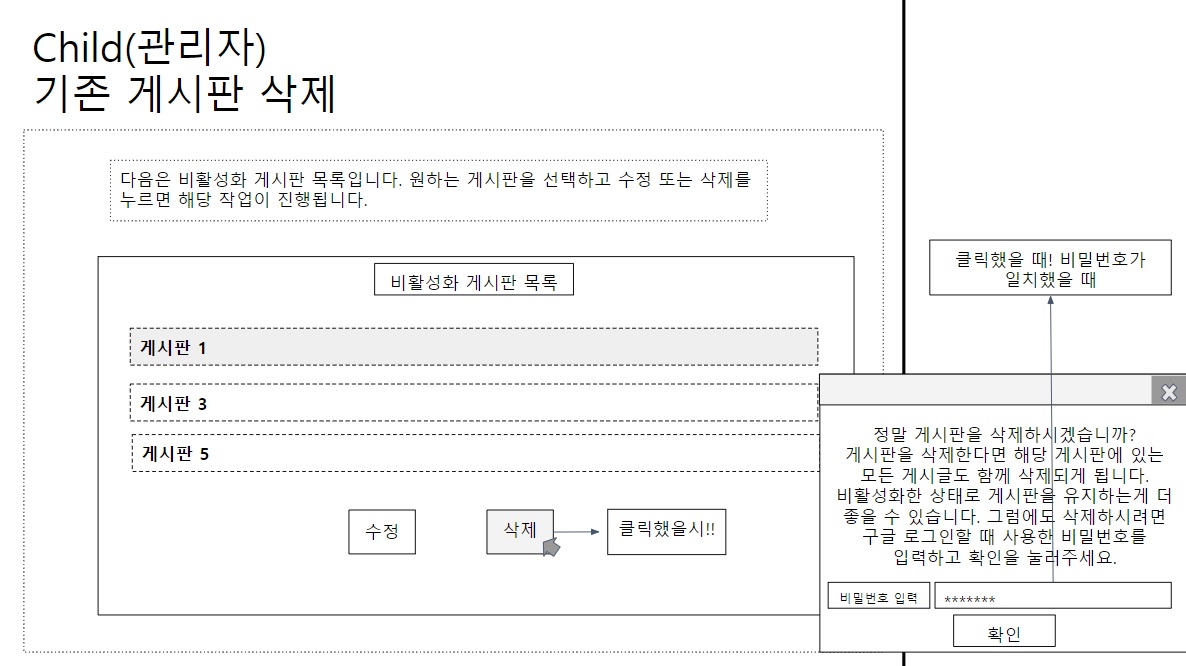 Child(관리자)
기존 게시판 삭제
다음은 비활성화 게시판 목록입니다. 원하는 게시판을 선택하고 수정 또는 삭제를
누르면 해당 작업이 진행됩니다.
비활성화 게시판 목록
게시판 1
게시판 3
게시판 5
수정
삭제
클릭했을시!!
클릭했을 때! 비밀번호가
일치했을 때
정말 게시판을 삭제하시겠습니까?
게시판을 삭제한다면 해당 게시판에 있는
모든 게시글도 함께 삭제되게 됩니다.
비활성화한 상태로 게시판을 유지하는게 더
좋을 수 있습니다. 그럼에도 삭제하시려면
구글 로그인할 때 사용한 비밀번호를
입력하고 확인을 눌러주세요.
비밀번호 입력
*******
확인